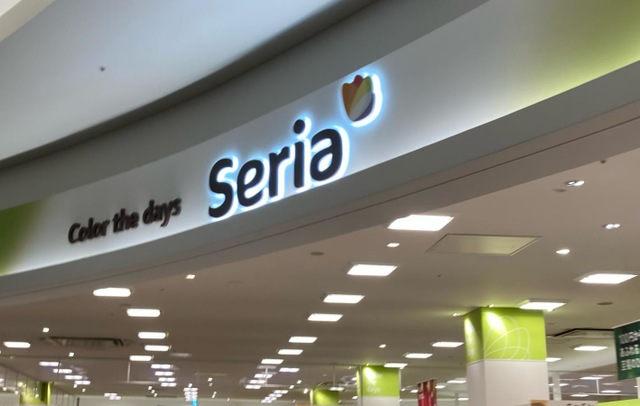 Color the days
Seria